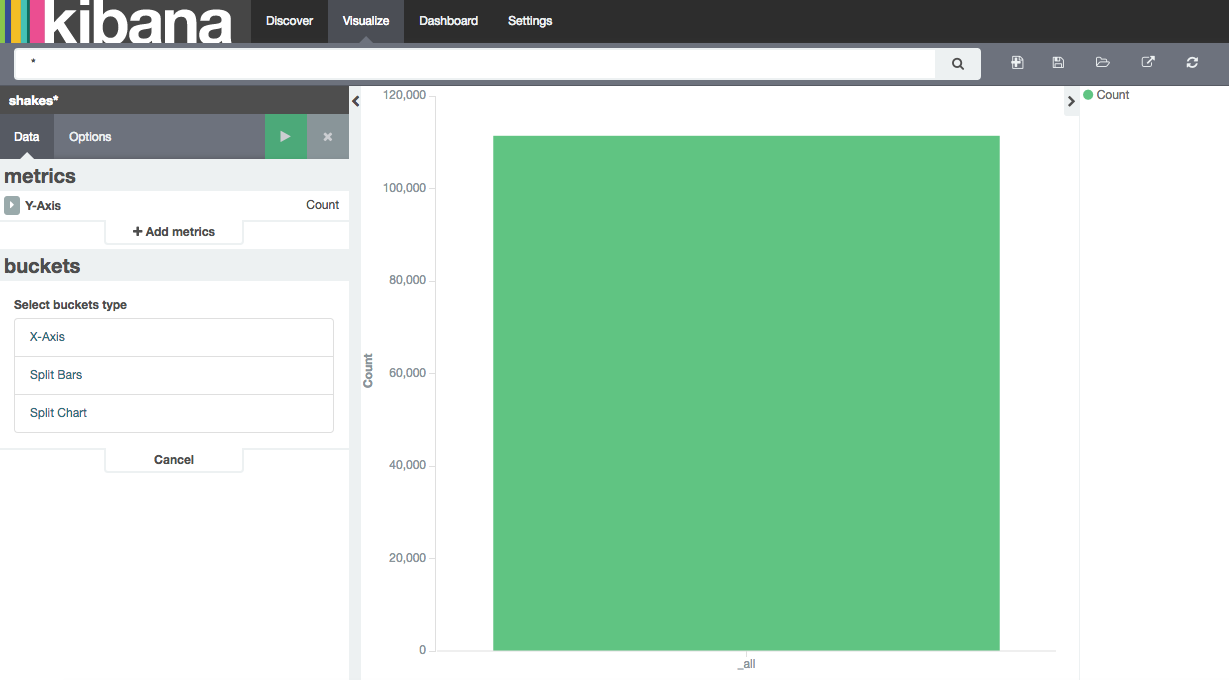 kibana
Discover
Visualize
Dashboard
Settings
*
shakes*
Data
Options
metrics
Y-Axis
Count
Add metrics
buckets
Select buckets type
X-Axis
Split Bars
Split Chart
Cancel
Count
120,000
100,000
80,000
60,000
40,000
20,000
0
_all
Count